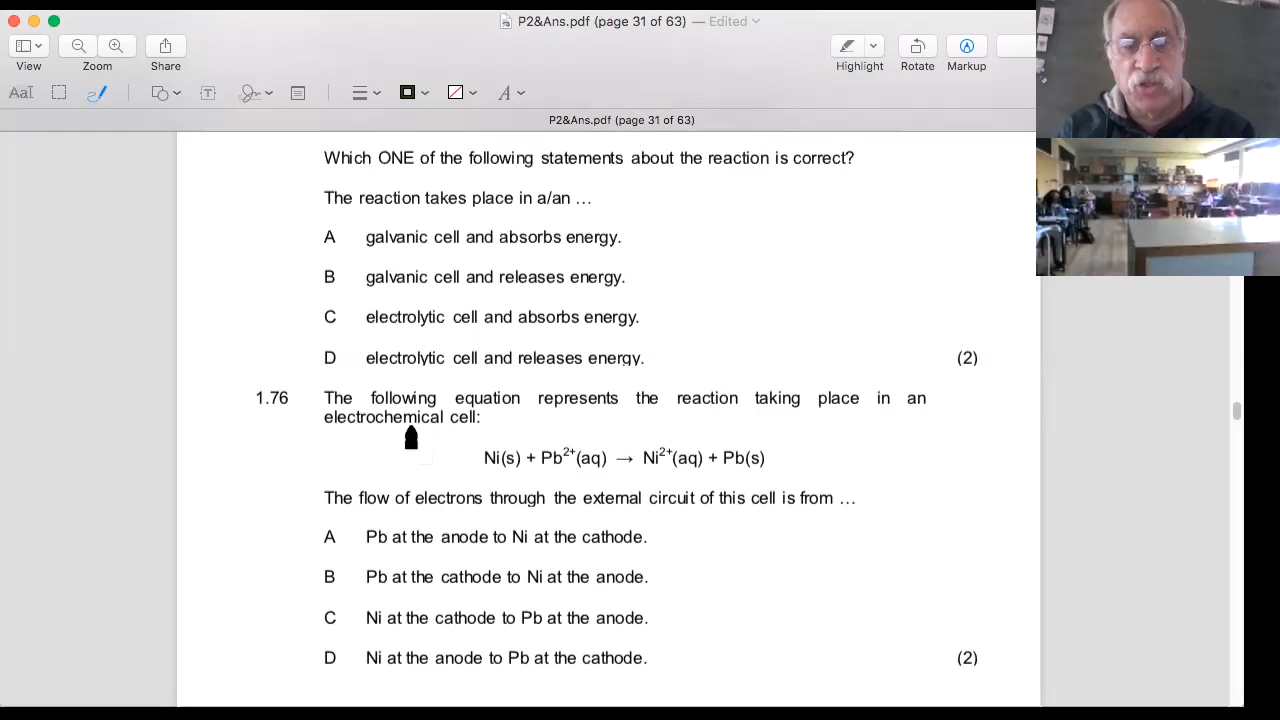 P2&Ans.pdf (page 31 of 63) — Edited
View
Zoom
Share
Highlight
Rotate
Markup
AaI
A
P2&Ans.pdf (page 31 of 63)
Which ONE of the following statements about the reaction is correct?
The reaction takes place in a/an …
A galvanic cell and absorbs energy.
B galvanic cell and releases energy.
C electrolytic cell and absorbs energy.
D electrolytic cell and releases energy. (2)
1.76 The following equation represents the reaction taking place in an
electrochemical cell:
Ni(s) + Pb²⁺(aq) → Ni²⁺(aq) + Pb(s)
The flow of electrons through the external circuit of this cell is from …
A Pb at the anode to Ni at the cathode.
B Pb at the cathode to Ni at the anode.
C Ni at the cathode to Pb at the anode.
D Ni at the anode to Pb at the cathode. (2)